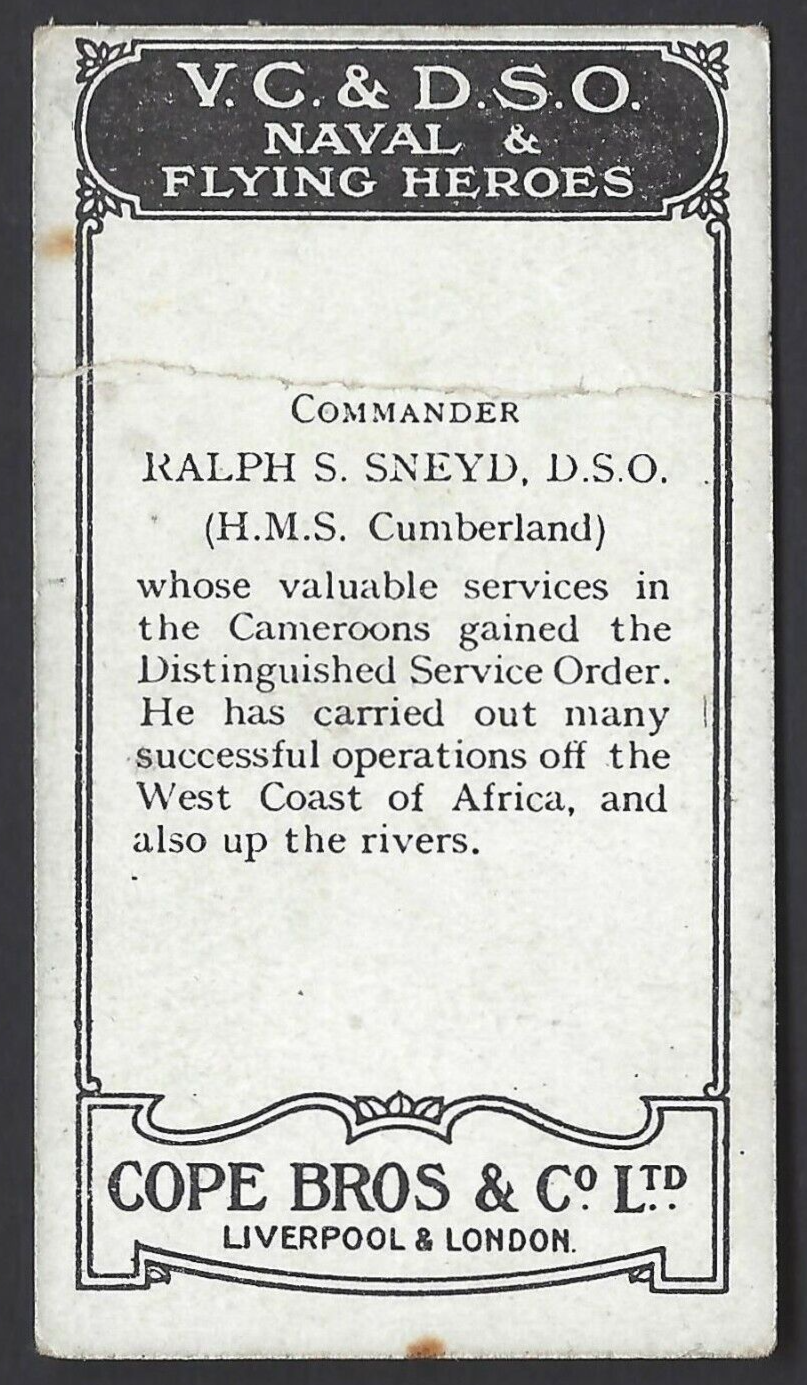 V.C. & D.S.O.
NAVAL &
FLYING HEROES
COMMANDER
RALPH S. SNEYD, D.S.O.
(H.M.S. Cumberland)
whose valuable services in
the Cameroons gained the
Distinguished Service Order.
He has carried out many
successful operations off the
West Coast of Africa, and
also up the rivers.
COPE BROS & Cº. LTD.
LIVERPOOL & LONDON.